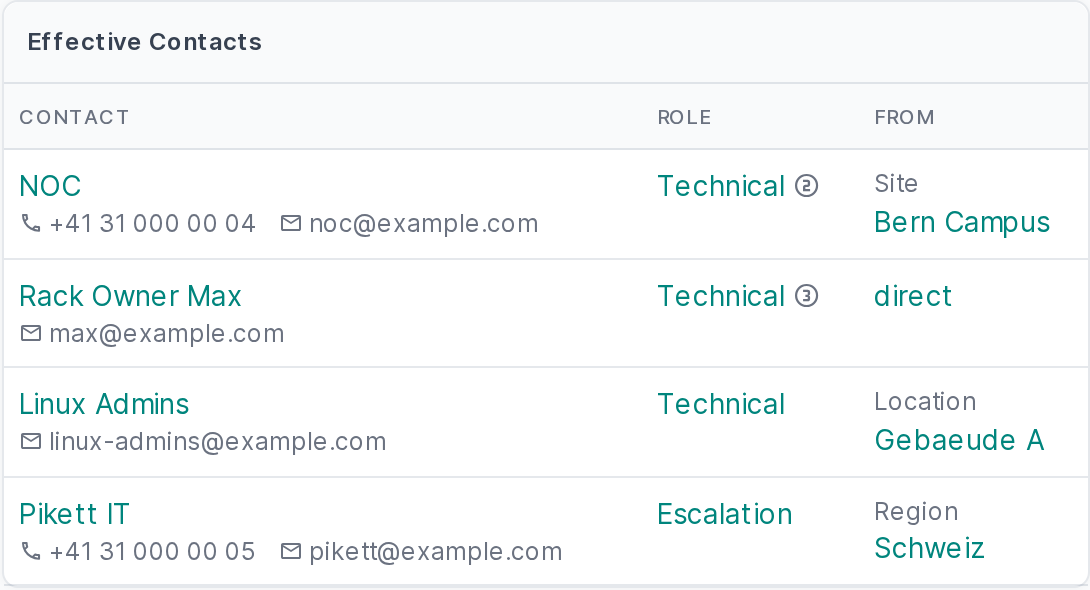 Effective Contacts
CONTACT ROLE FROM
NOC Technical ② Site
+41 31 000 00 04 noc@example.com Bern Campus
Rack Owner Max Technical ③ direct
max@example.com
Linux Admins Technical Location
linux-admins@example.com Gebaeude A
Pikett IT Escalation Region
+41 31 000 00 05 pikett@example.com Schweiz